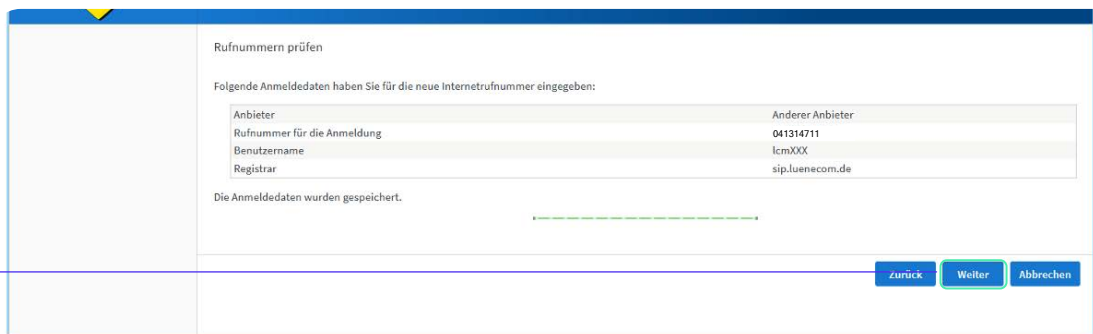 Rufnummern prüfen
Folgende Anmeldedaten haben Sie für die neue Internetrufnummer eingegeben:
Anbieter Anderer Anbieter
Rufnummer für die Anmeldung 041314711
Benutzername lcmXXX
Registrar sip.luenecom.de
Die Anmeldedaten wurden gespeichert.
Zurück Weiter Abbrechen